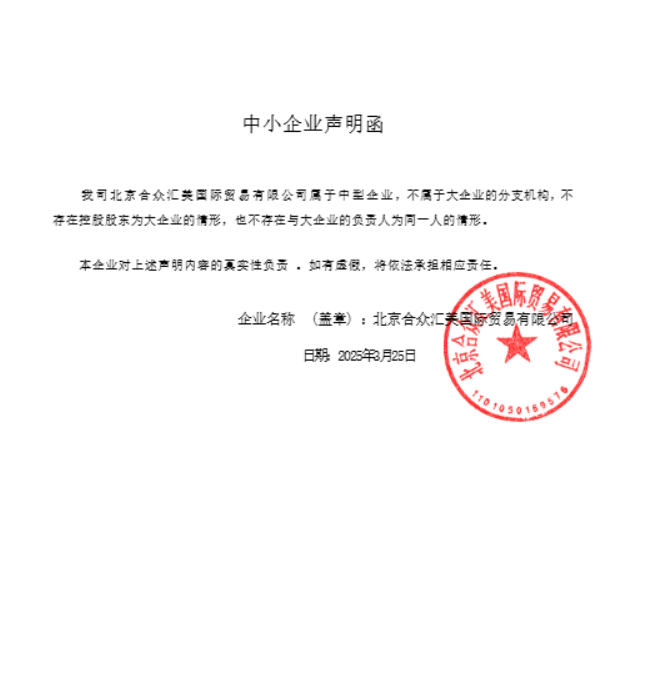 中小企业声明函
我司北京合众汇美国际贸易有限公司属于中型企业，不属于大企业的分支机构，不
存在控股股东为大企业的情形，也不存在与大企业的负责人为同一人的情形。
本企业对上述声明内容的真实性负责 。如有虚假，将依法承担相应责任。
企业名称 （盖章）：北京合众汇美国际贸易有限公司
日期：2025年3月25日
北京合众汇美国际贸易有限公司
1101050169576